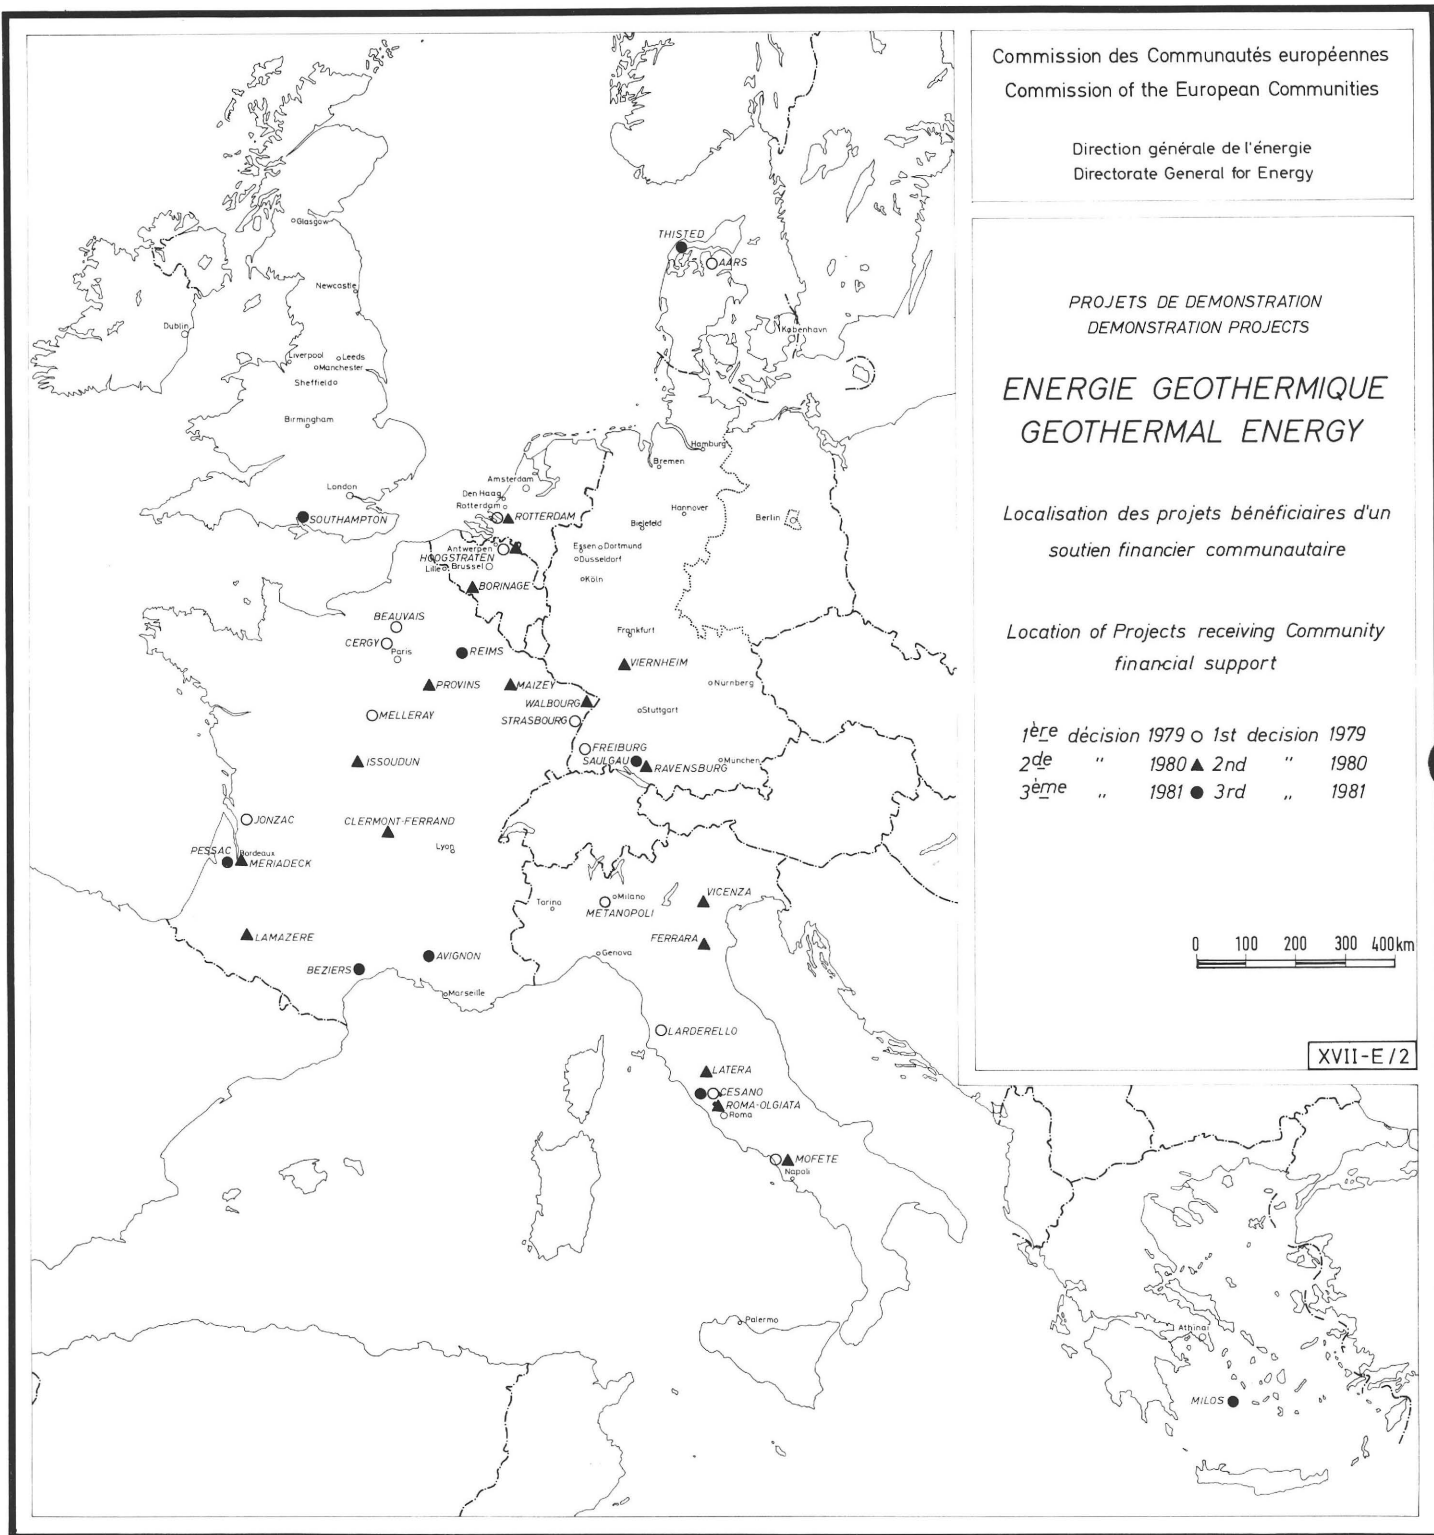 Commission des Communautés européennes
Commission of the European Communities
Direction générale de l'énergie
Directorate General for Energy
PROJETS DE DEMONSTRATION
DEMONSTRATION PROJECTS
ENERGIE GEOTHERMIQUE
GEOTHERMAL ENERGY
Localisation des projets bénéficiaires d'un
soutien financier communautaire
Location of Projects receiving Community
financial support
1ère décision 1979 1st decision 1979
2de " 1980 2nd " 1980
3ème " 1981 3rd " 1981
0 100 200 300 400km
XVII-E/2
Glasgow
THISTED
AARS
Newcastle
Dublin
København
Liverpool
Leeds
Manchester
Sheffield
Birmingham
Hamburg
Bremen
London
Amsterdam
Den Haag
Rotterdam
ROTTERDAM
SOUTHAMPTON
Hannover
Bielefeld
Berlin
Antwerpen
HOOGSTRATEN
Essen
Dortmund
Düsseldorf
Lille
Brussel
Köln
BORINAGE
BEAUVAIS
CERGY
Paris
REIMS
Frankfurt
VIERNHEIM
PROVINS
MAIZEY
Nurnberg
WALBOURG
MELLERAY
STRASBOURG
Stuttgart
FREIBURG
ISSOUDUN
SAULGAU
RAVENSBURG
München
JONZAC
CLERMONT-FERRAND
PESSAC
Bordeaux
MERIADECK
Lyon
Torino
Milano
METANOPOLI
VICENZA
LAMAZERE
FERRARA
BEZIERS
AVIGNON
Genova
Marseille
LARDERELLO
LATERA
CESANO
ROMA-OLGIATA
Roma
MOFETE
Napoli
Palermo
Athinai
MILOS